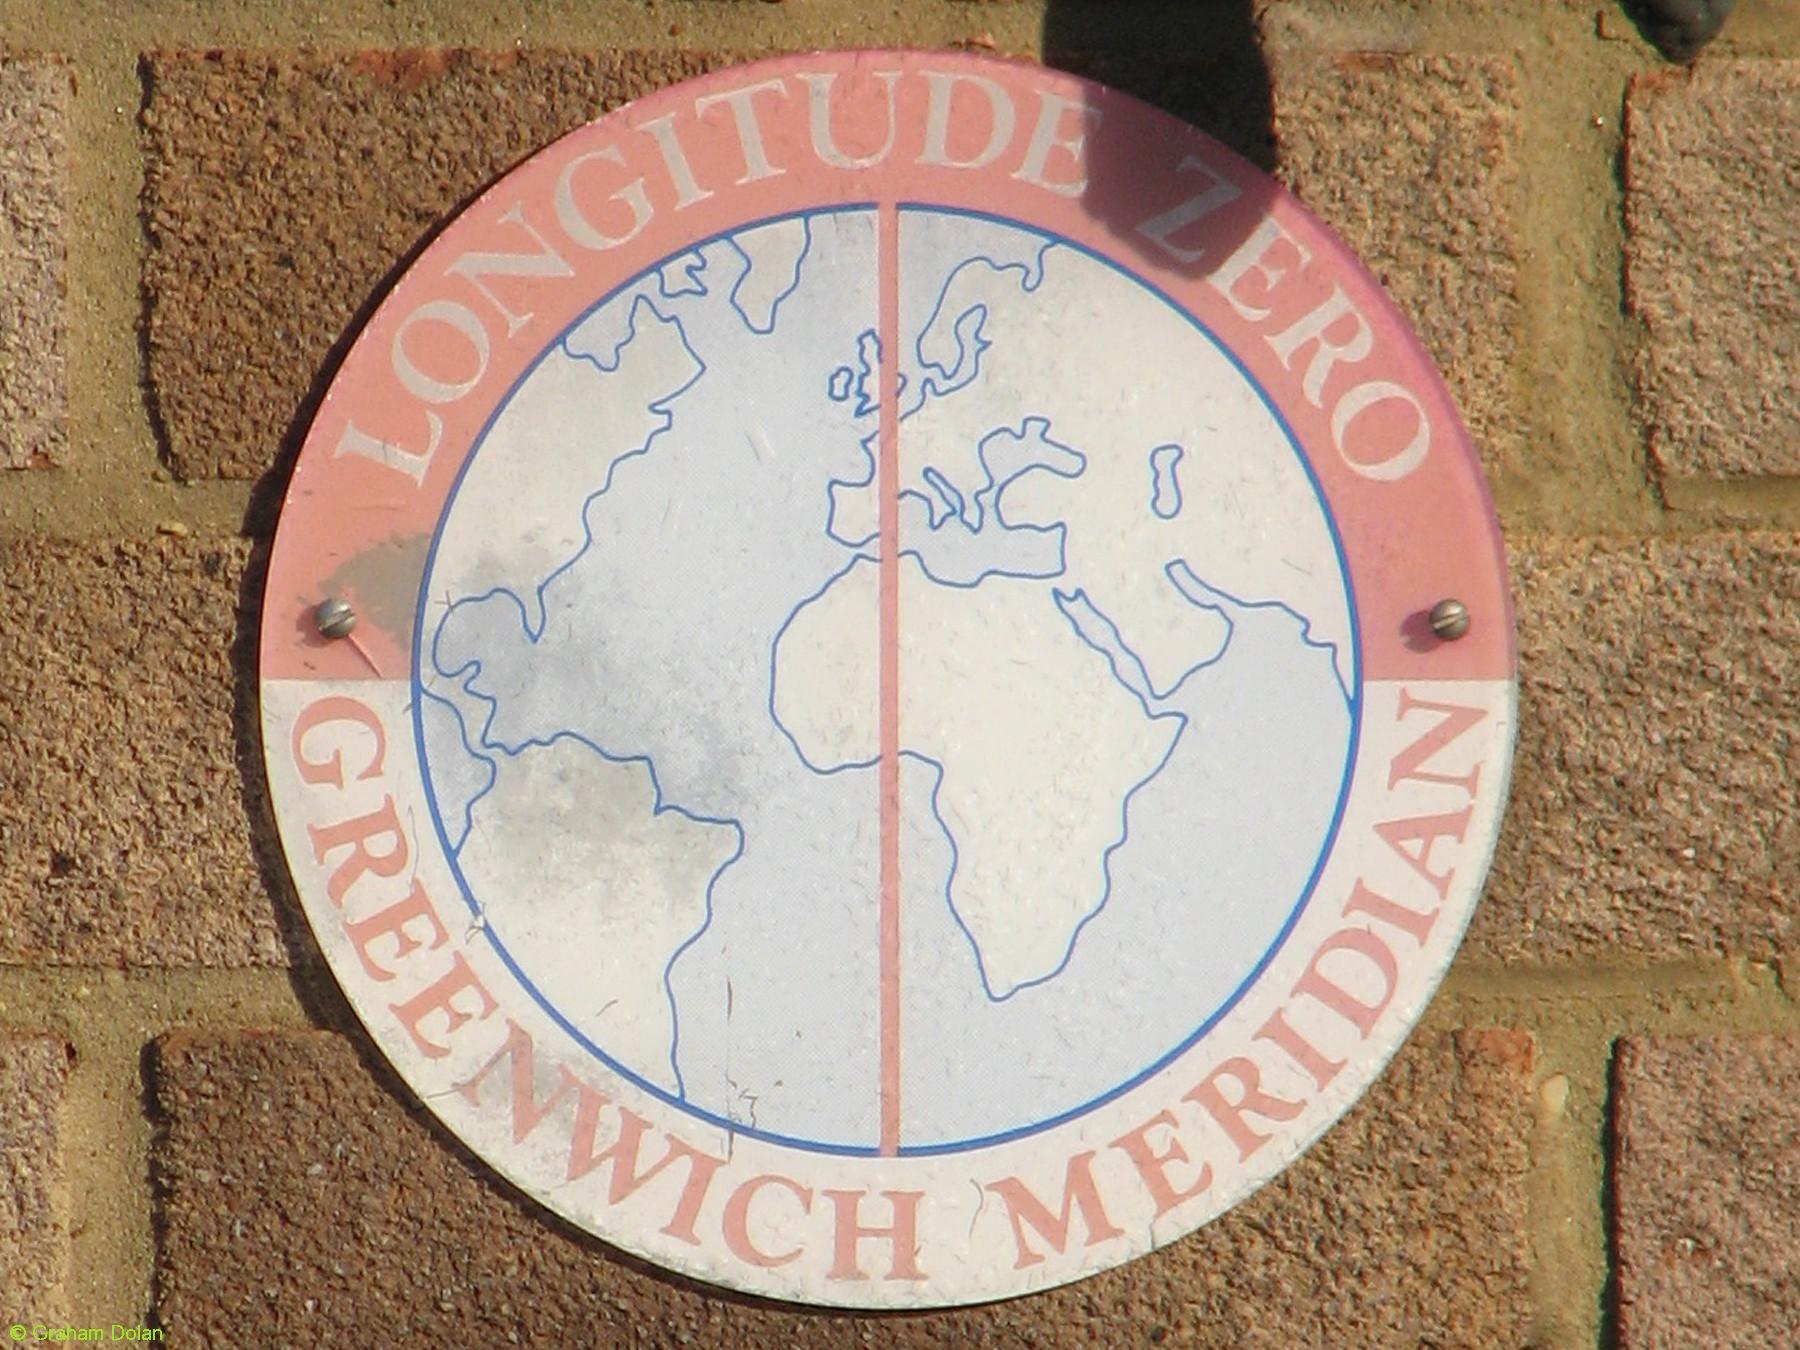 LONGITUDE ZERO
GREENWICH MERIDIAN
© Graham Dolan